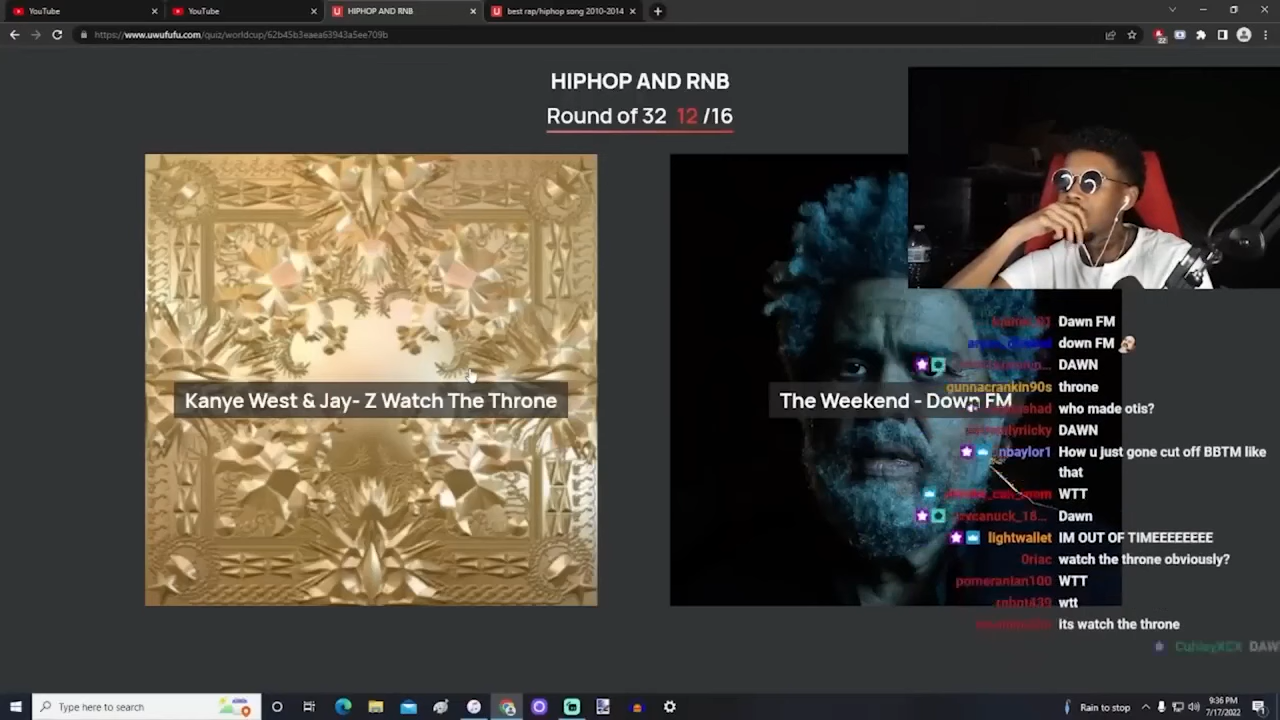 YouTube
YouTube
HIPHOP AND RNB
best rap/hiphop song 2010-2014
https://www.uwufufu.com/quiz/worldcup/62b45b3eaea63943a5ee709b
22
HIPHOP AND RNB
Round of 32 12 /16
Kanye West & Jay- Z Watch The Throne
The Weekend - Down FM
Dawn FM
down FM
DAWN
gunnacrankin90s throne
who made otis?
DAWN
nbaylor1 How u just gone cut off BBTM like
that
WTT
Dawn
lightwallet IM OUT OF TIMEEEEEEEE
0riac watch the throne obviously?
pomeranian100 WTT
wtt
its watch the throne
CuhleyXCX DAW
Type here to search
Rain to stop
9:36 PM
7/17/2022